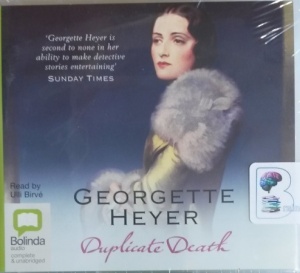 'Georgette Heyer is
second to none in her
ability to make detective
stories entertaining'
SUNDAY TIMES
Read by
Ulli Birvé
GEORGETTE
HEYER
Duplicate Death
Bolinda
audio
complete
& unabridged